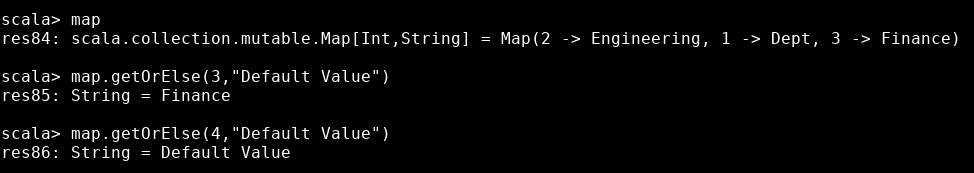 scala> map
res84: scala.collection.mutable.Map[Int,String] = Map(2 -> Engineering, 1 -> Dept, 3 -> Finance)
scala> map.getOrElse(3,"Default Value")
res85: String = Finance
scala> map.getOrElse(4,"Default Value")
res86: String = Default Value